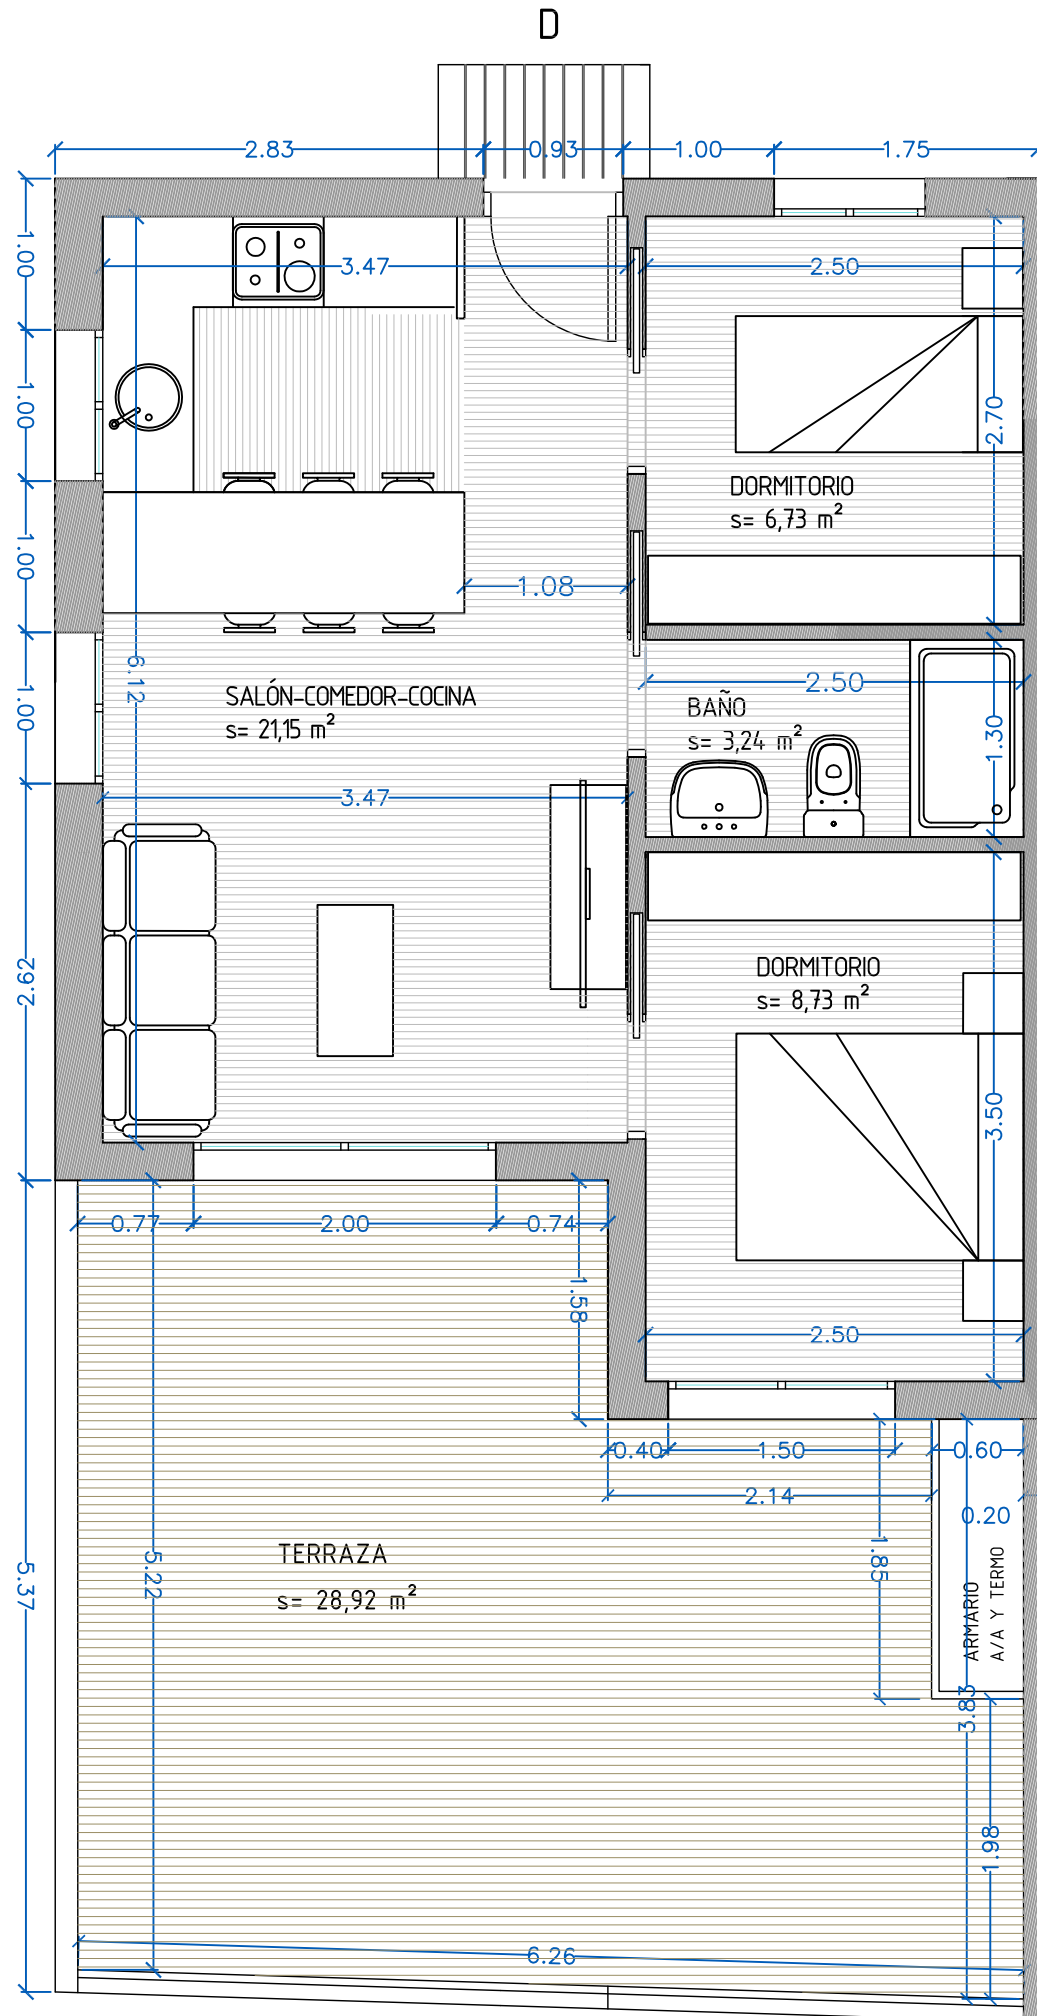 D
2.83
0.93
1.00
1.75
1.00
3.47
2.50
1.00
2.70
DORMITORIO
s= 6,73 m²
1.00
1.08
6.12
SALÓN-COMEDOR-COCINA
s= 21,15 m²
1.00
2.50
BAÑO
s= 3,24 m²
1.30
3.47
2.92
DORMITORIO
s= 8,73 m²
3.50
0.77
2.00
0.74
1.58
2.50
0.40
1.50
0.60
2.14
0.20
5.37
5.22
TERRAZA
s= 28,92 m²
1.85
ARMARIO
A/A Y TERMO
3.83
1.98
6.26